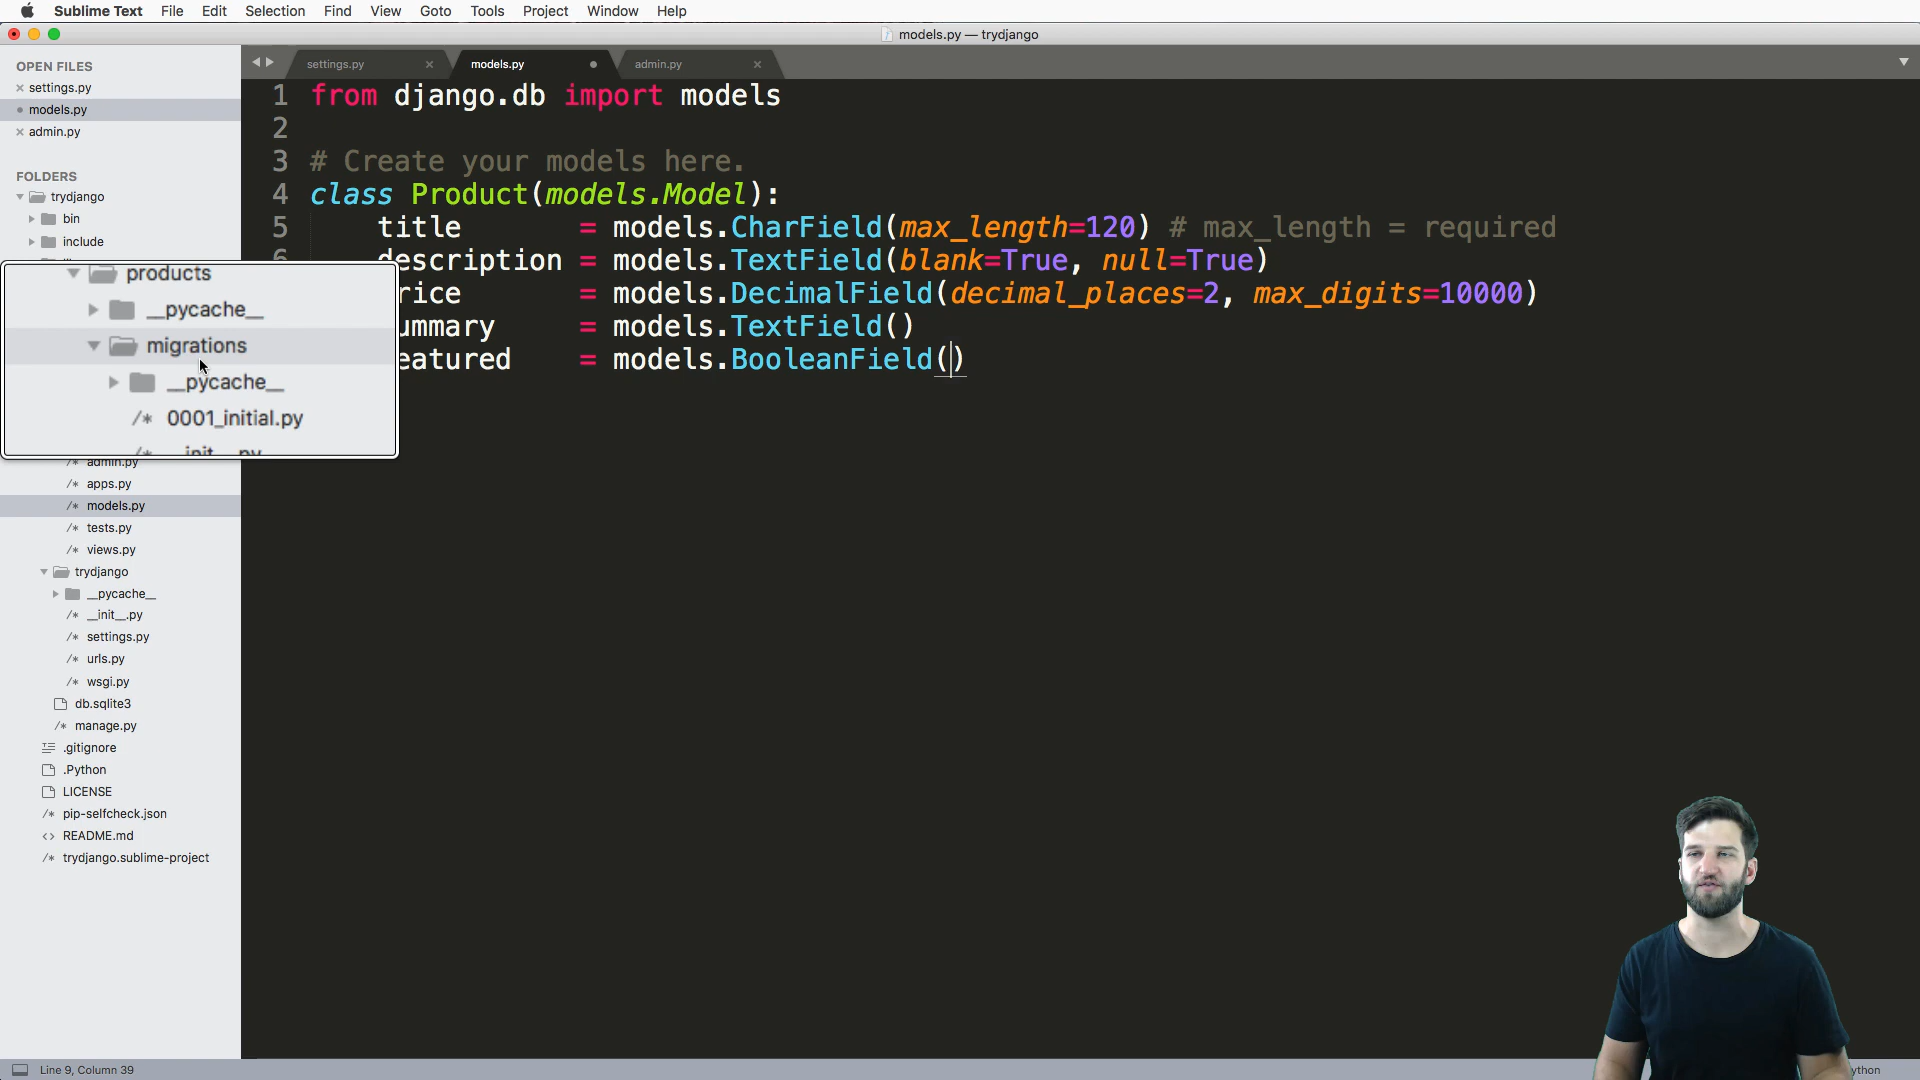 Sublime Text File Edit Selection Find View Goto Tools Project Window Help
models.py — trydjango
OPEN FILES
settings.py
models.py
admin.py
FOLDERS
trydjango
bin
include
products
__pycache__
migrations
__pycache__
0001_initial.py
__init__.py
admin.py
apps.py
models.py
tests.py
views.py
trydjango
__pycache__
__init__.py
settings.py
urls.py
wsgi.py
db.sqlite3
manage.py
.gitignore
.Python
LICENSE
pip-selfcheck.json
README.md
trydjango.sublime-project
settings.py models.py admin.py
1 from django.db import models
2
3 # Create your models here.
4 class Product(models.Model):
5 title = models.CharField(max_length=120) # max_length = required
6 description = models.TextField(blank=True, null=True)
rice = models.DecimalField(decimal_places=2, max_digits=10000)
ummary = models.TextField()
eatured = models.BooleanField()
Line 9, Column 39
ython